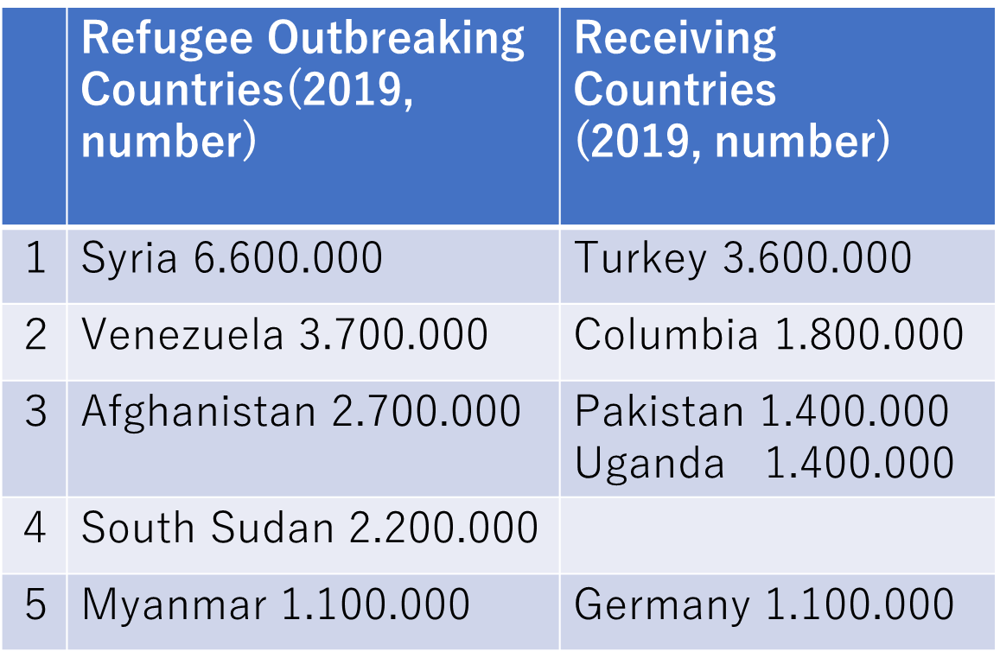 Refugee Outbreaking
Countries(2019,
number)
Receiving
Countries
(2019, number)
1 Syria 6.600.000 Turkey 3.600.000
2 Venezuela 3.700.000 Columbia 1.800.000
3 Afghanistan 2.700.000 Pakistan 1.400.000
Uganda 1.400.000
4 South Sudan 2.200.000
5 Myanmar 1.100.000 Germany 1.100.000